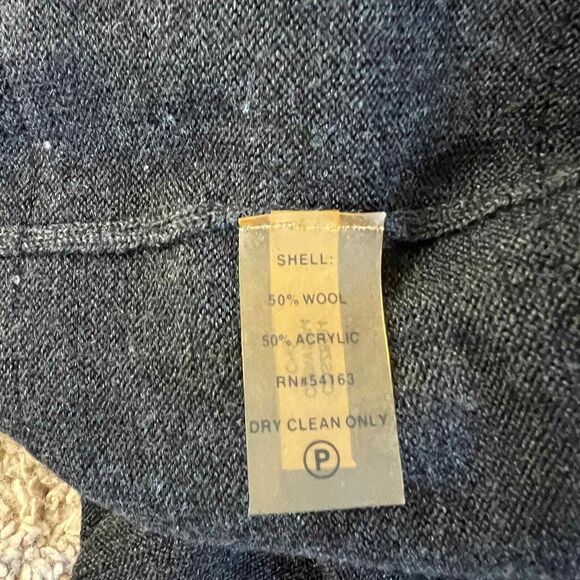 SHELL:
50% WOOL
50% ACRYLIC
RN#54163
DRY CLEAN ONLY
P